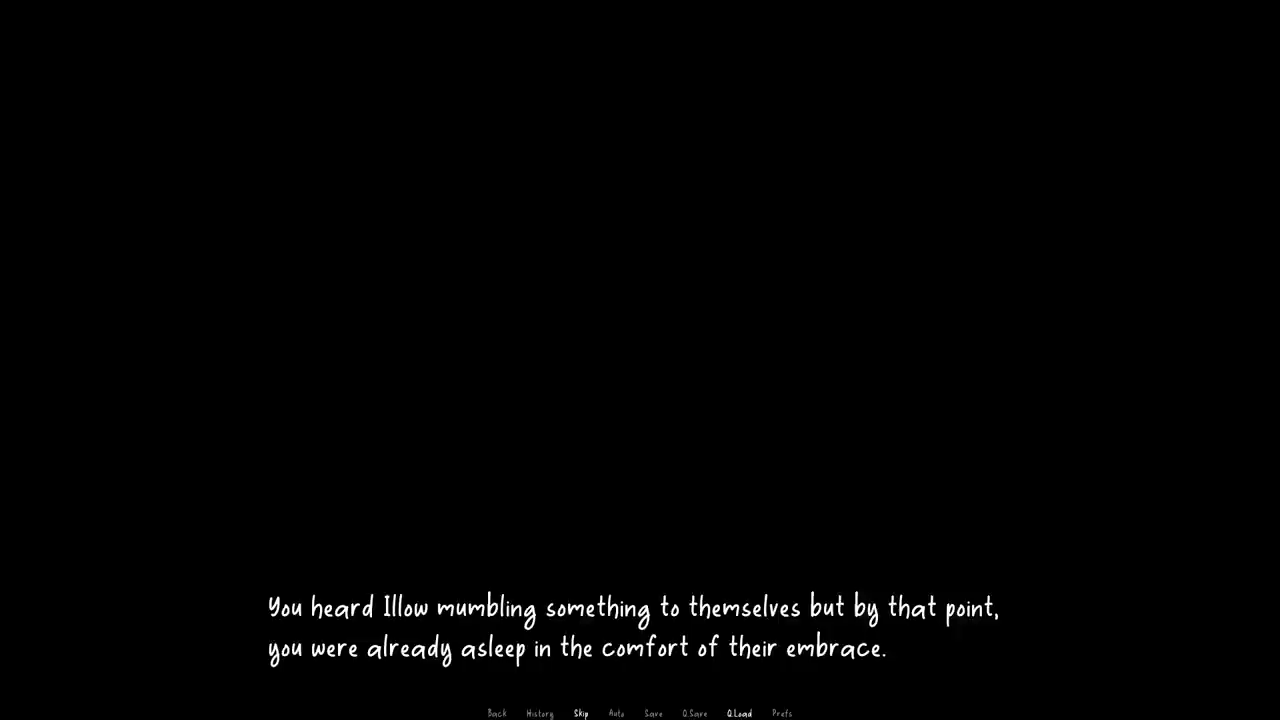 You heard Illow mumbling something to themselves but by that point,
you were already asleep in the comfort of their embrace.
Back History Skip Auto Save Q.Save Q.Load Prefs